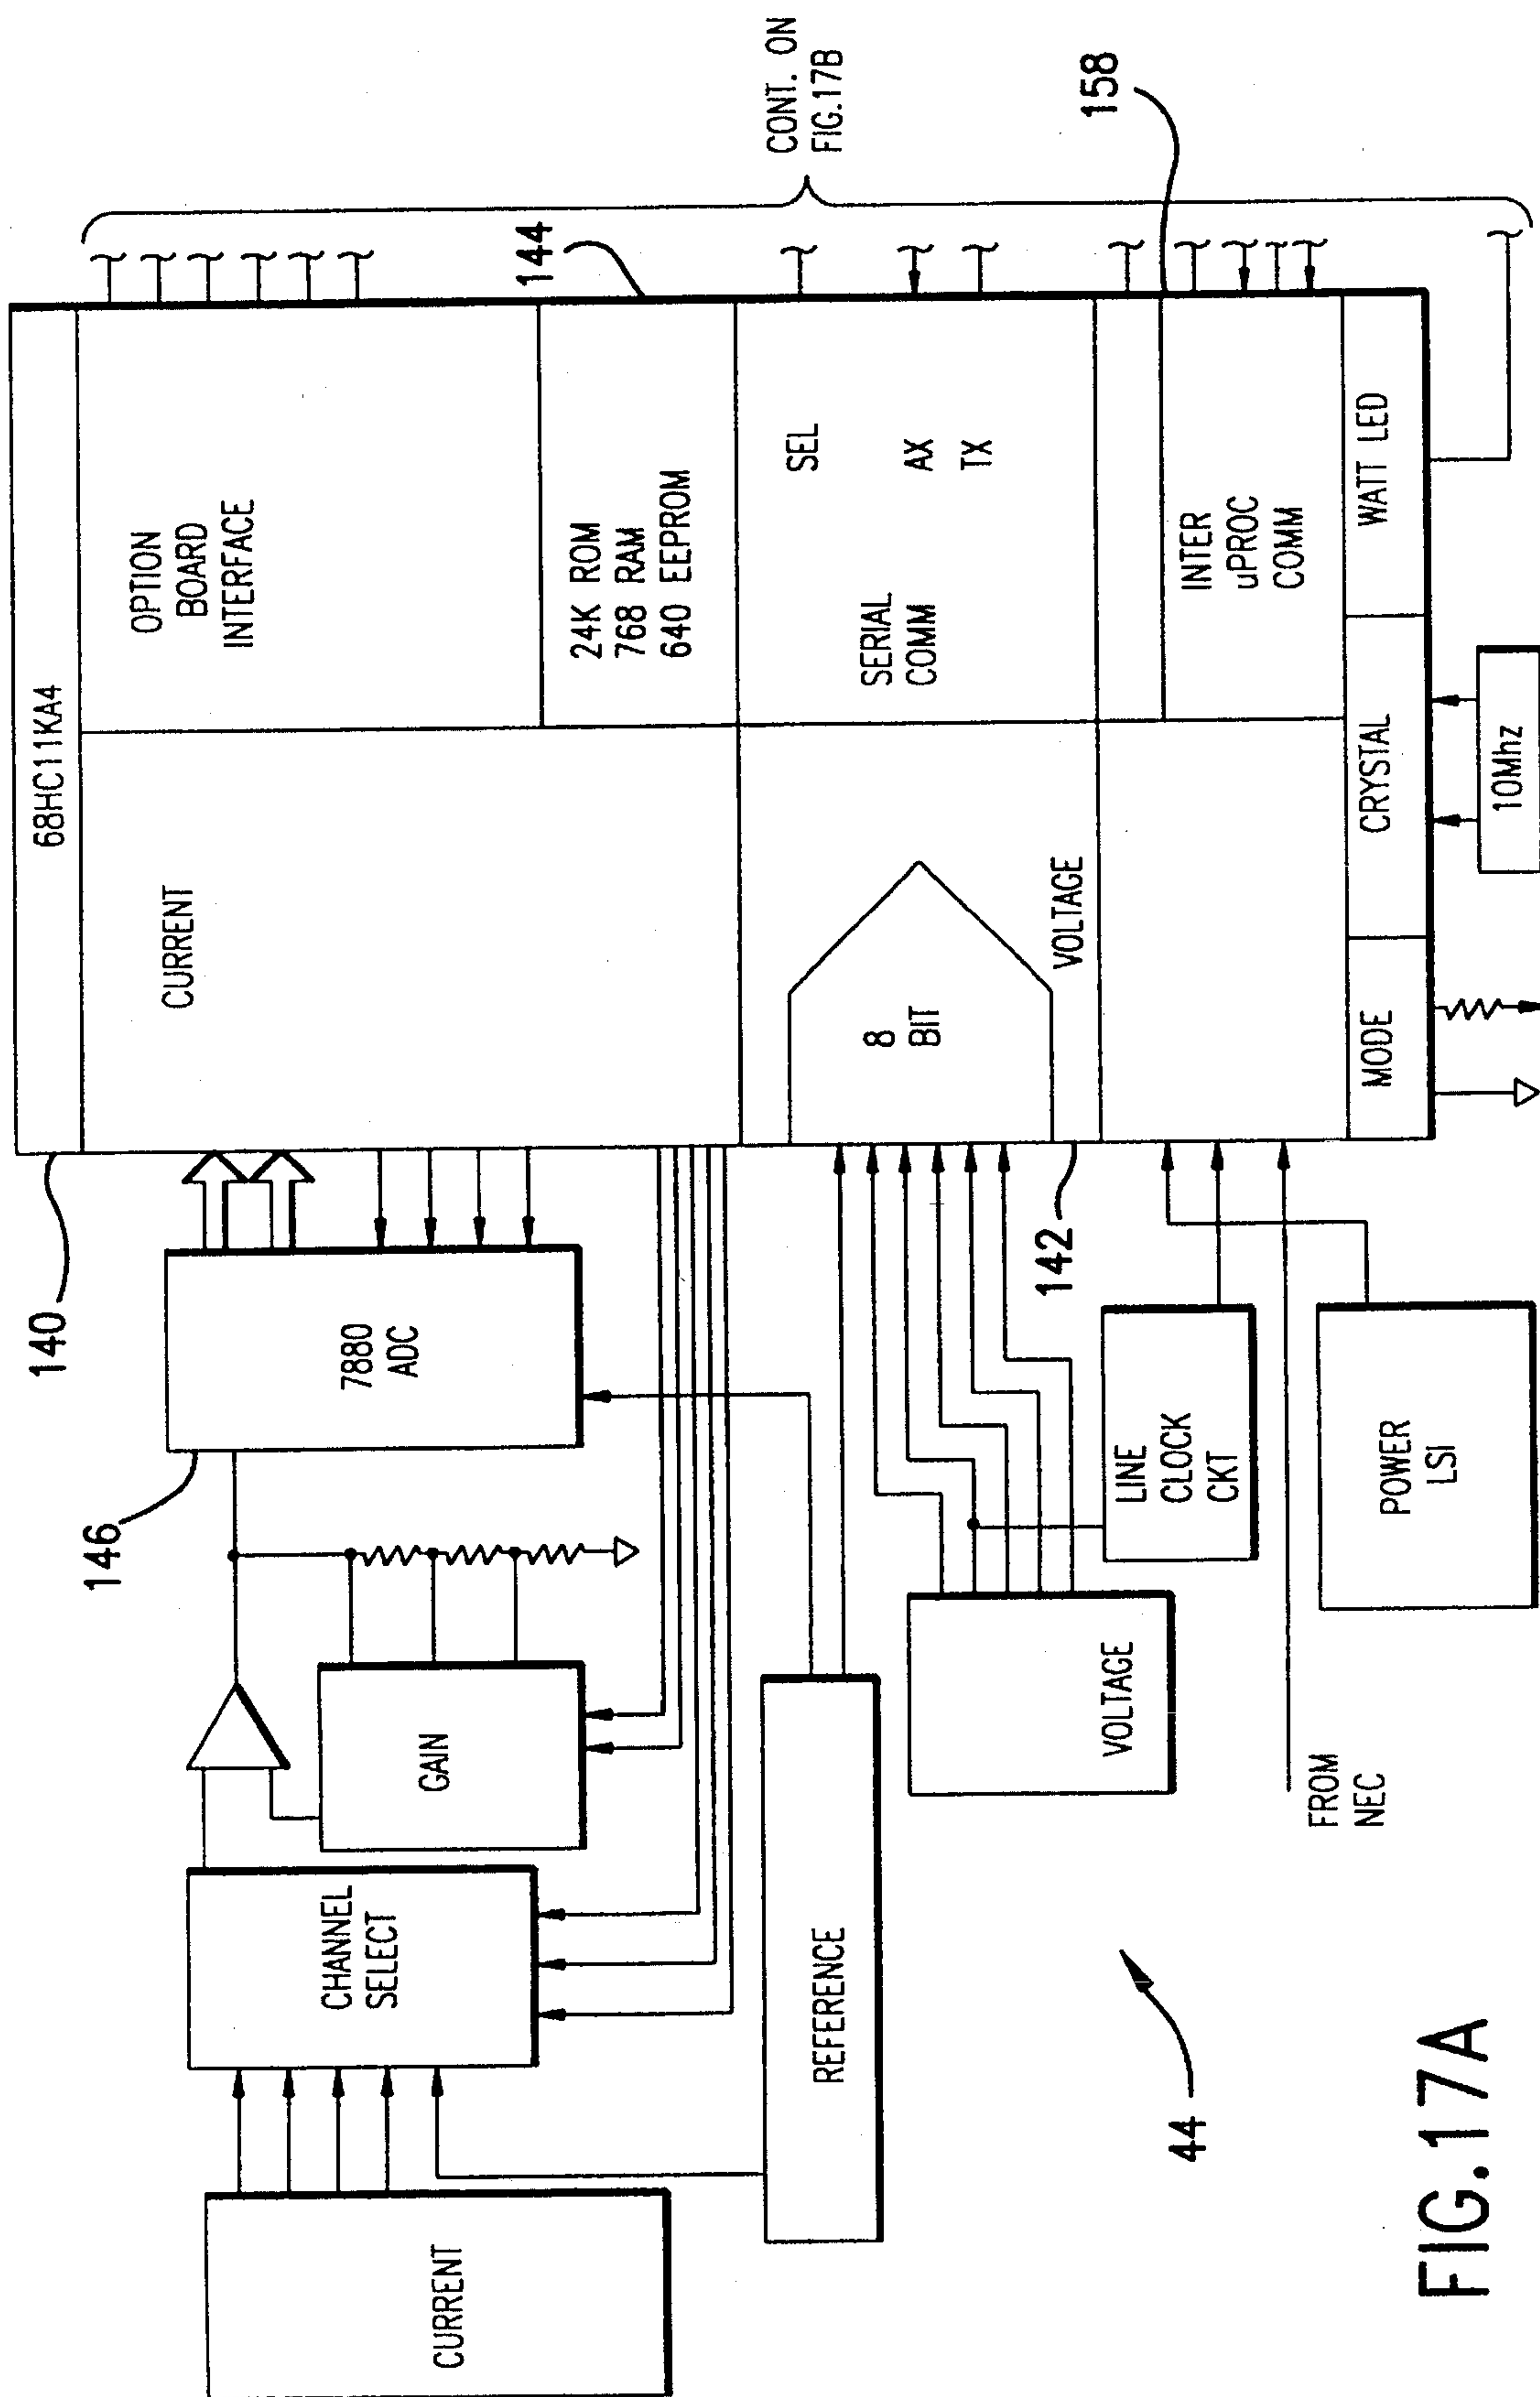 68HC11KA4
140
CURRENT
OPTION
BOARD
INTERFACE
24K ROM
768 RAM
640 EEPROM
144
SERIAL
COMM
SEL
AX
TX
8
BIT
VOLTAGE
142
INTER
uPROC
COMM
158
MODE
CRYSTAL
WATT LED
10Mhz
CONT. ON
FIG.17B
146
7880
ADC
GAIN
CHANNEL
SELECT
CURRENT
REFERENCE
VOLTAGE
LINE
CLOCK
CKT
POWER
LSI
FROM
NEC
44
FIG.17A